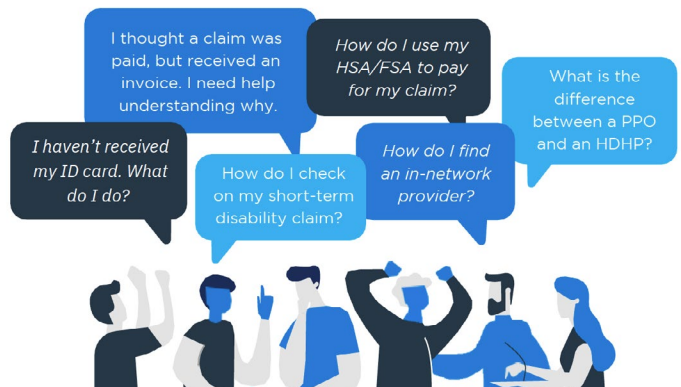 I thought a claim was
paid, but received an
invoice. I need help
understanding why.
How do I use my
HSA/FSA to pay
for my claim?
What is the
difference
between a PPO
and an HDHP?
I haven't received
my ID card. What
do I do?
How do I check
on my short-term
disability claim?
How do I find
an in-network
provider?